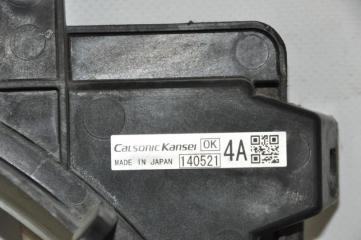 Calsonic Kansei OK 4A
MADE IN JAPAN 140521